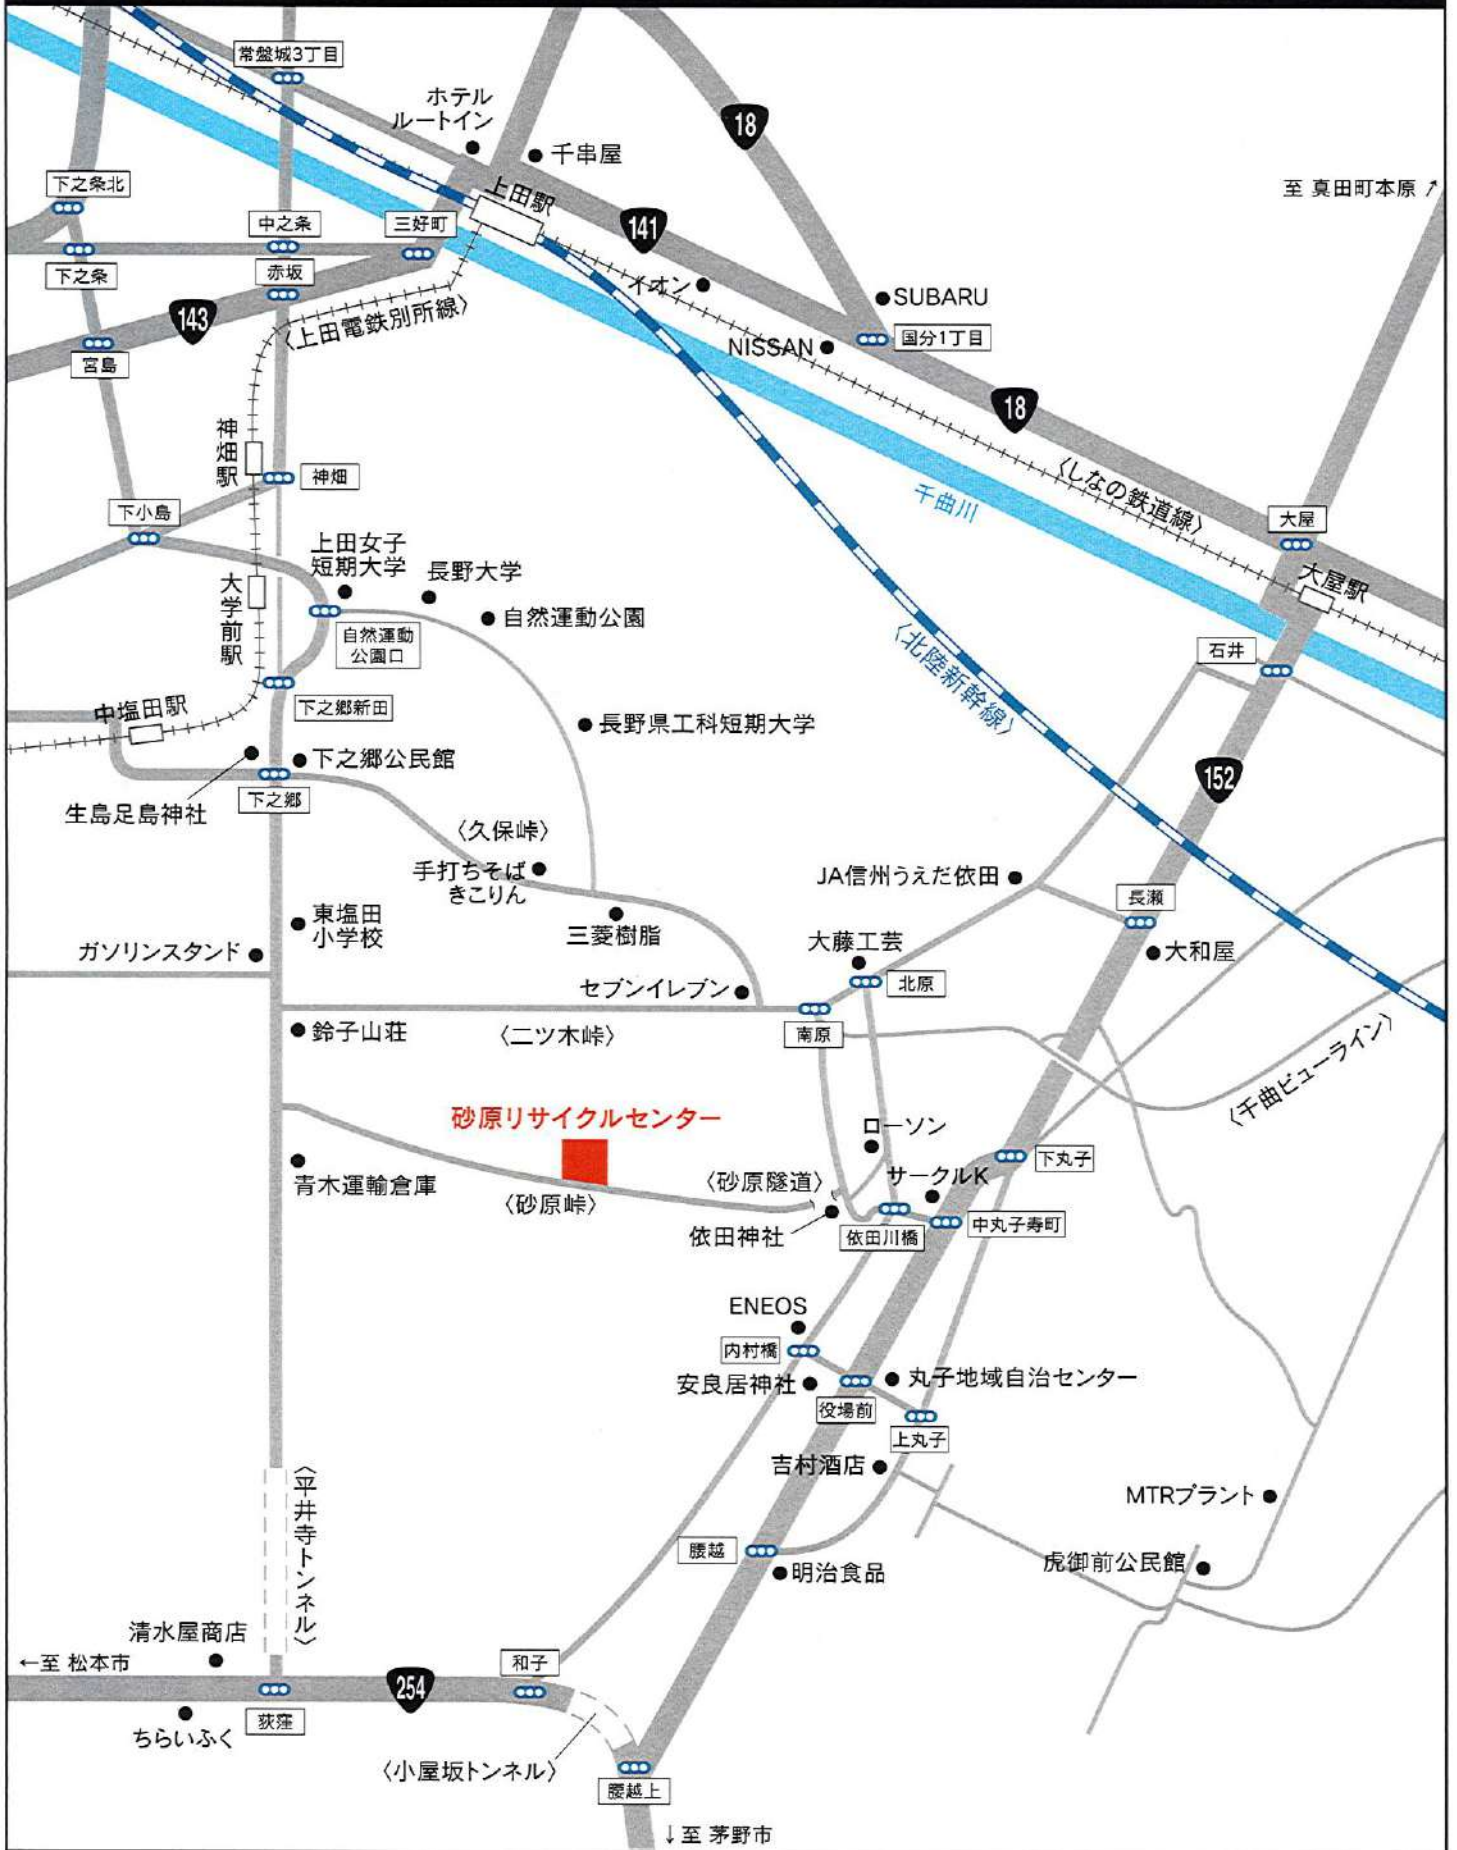 常盤城3丁目
ホテル
ルートイン
千串屋
18
下之条北
上田駅
至 真田町本原↗
中之条
三好町
141
下之条
赤坂
イオン
SUBARU
143
〈上田電鉄別所線〉
国分1丁目
NISSAN
宮島
18
神畑駅
神畑
〈しなの鉄道線〉
千曲川
下小島
大屋
上田女子
短期大学
長野大学
大屋駅
大学前駅
自然運動公園
自然運動
公園口
〈北陸新幹線〉
石井
中塩田駅
下之郷新田
長野県工科短期大学
下之郷公民館
152
生島足島神社
下之郷
〈久保峠〉
手打ちそば
きこりん
JA信州うえだ依田
長瀬
東塩田
小学校
三菱樹脂
大藤工芸
ガソリンスタンド
大和屋
セブンイレブン
北原
鈴子山荘
〈二ツ木峠〉
南原
〈千曲ビューライン〉
砂原リサイクルセンター
ローソン
下丸子
青木運輸倉庫
〈砂原峠〉
〈砂原隧道〉
サークルK
依田神社
依田川橋
中丸子寿町
ENEOS
内村橋
安良居神社
丸子地域自治センター
役場前
上丸子
吉村酒店
〈平井寺トンネル〉
MTRプラント
腰越
明治食品
虎御前公民館
清水屋商店
←至 松本市
和子
254
ちらいふく
荻窪
〈小屋坂トンネル〉
腰越上
↓至 茅野市